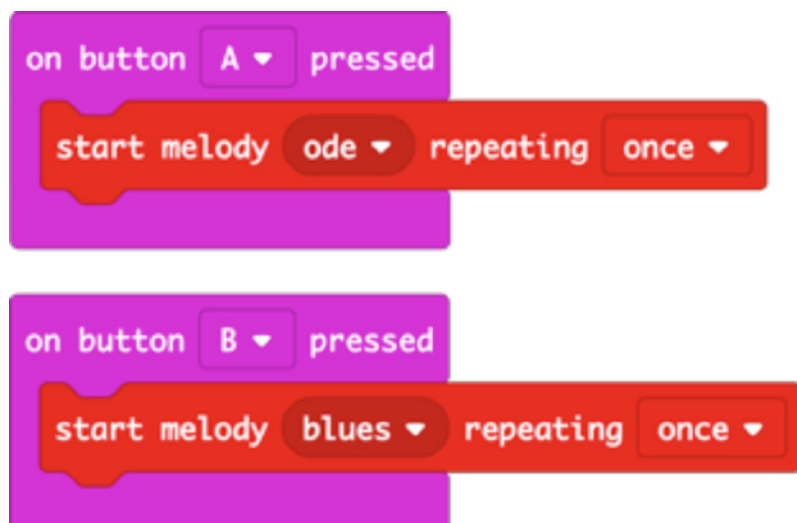 on button A pressed
start melody ode repeating once
on button B pressed
start melody blues repeating once